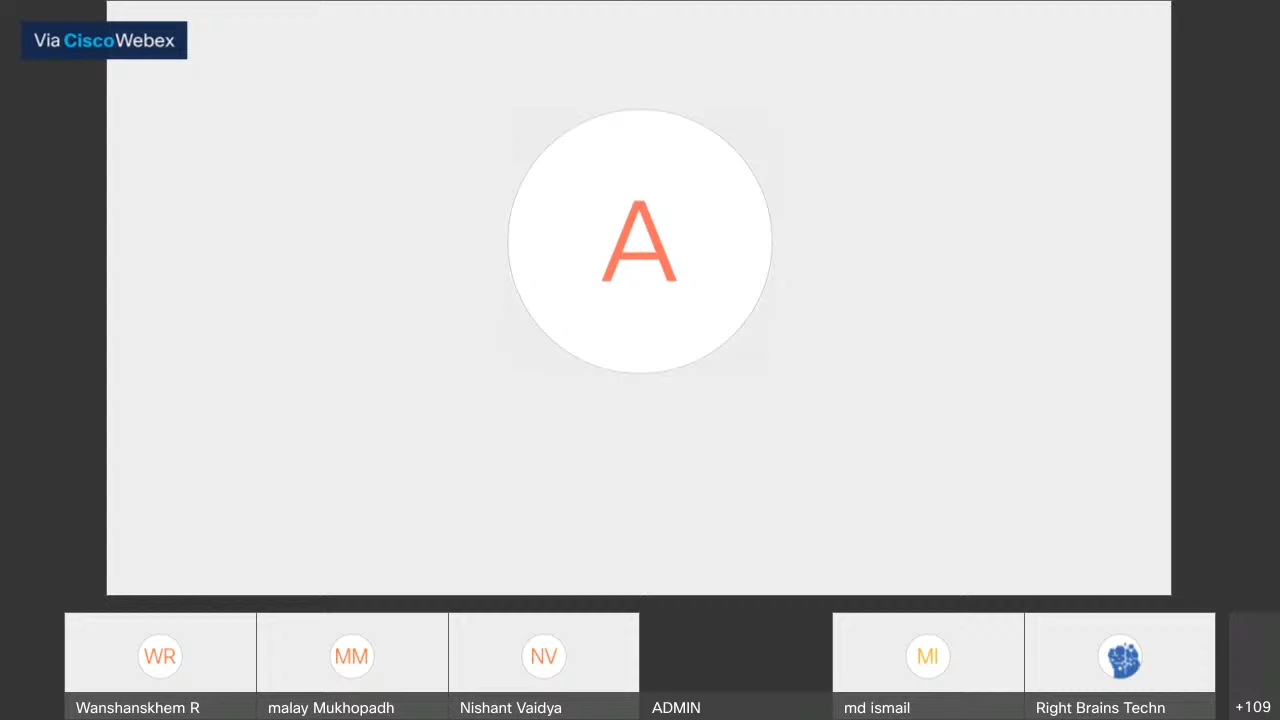 Via CiscoWebex
A
WR
MM
NV
MI
Wanshanskhem R
malay Mukhopadh
Nishant Vaidya
ADMIN
md ismail
Right Brains Techn
+109